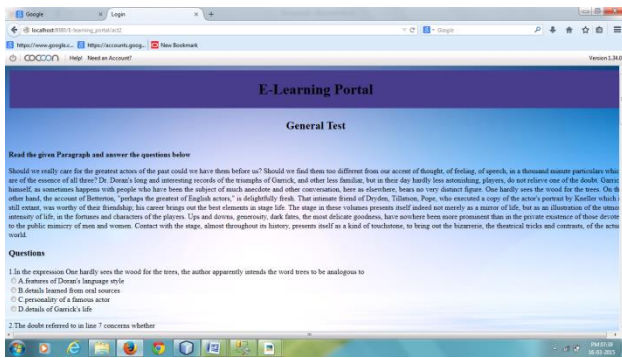 Google
Login
localhost:8080/E-learning_portal/act2
Google
https://www.google.c... https://accounts.goog... New Bookmark
COCOON Help! Need an Account?
Version 1.34.0
E-Learning Portal
General Test
Read the given Paragraph and answer the questions below
Should we really care for the greatest actors of the past could we have them before us? Should we find them too different from our accent of thought, of feeling, of speech, in a thousand minute particulars which
are of the essence of all three? Dr. Doran's long and interesting records of the triumphs of Garrick, and other less familiar, but in their day hardly less astonishing, players, do not relieve one of the doubt. Garrick
himself, as sometimes happens with people who have been the subject of much anecdote and other conversation, here as elsewhere, bears no very distinct figure. One hardly sees the wood for the trees. On the
other hand, the account of Betterton, "perhaps the greatest of English actors," is delightfully fresh. That intimate friend of Dryden, Tillatson, Pope, who executed a copy of the actor's portrait by Kneller which is
still extant, was worthy of their friendship; his career brings out the best elements in stage life. The stage in these volumes presents itself indeed not merely as a mirror of life, but as an illustration of the utmost
intensity of life, in the fortunes and characters of the players. Ups and downs, generosity, dark fates, the most delicate goodness, have nowhere been more prominent than in the private existence of those devoted
to the public mimicry of men and women. Contact with the stage, almost throughout its history, presents itself as a kind of touchstone, to bring out the bizarrerie, the theatrical tricks and contrasts, of the actual
world.
Questions
1.In the expression One hardly sees the wood for the trees, the author apparently intends the word trees to be analogous to
A.features of Doran's language style
B.details learned from oral sources
C.personality of a famous actor
D.details of Garrick's life
2.The doubt referred to in line 7 concerns whether
PM 07:39
16-03-2015